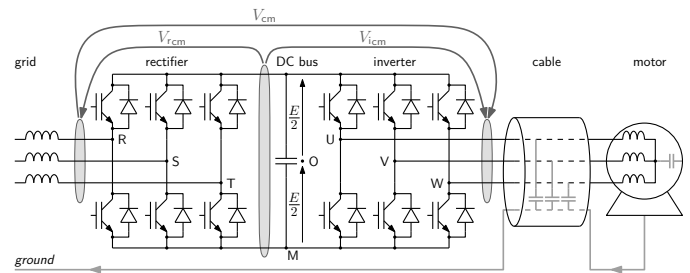 V_cm
V_rcm V_icm
grid rectifier DC bus inverter cable motor
E/2
R U
S O V
T W
E/2
M
ground